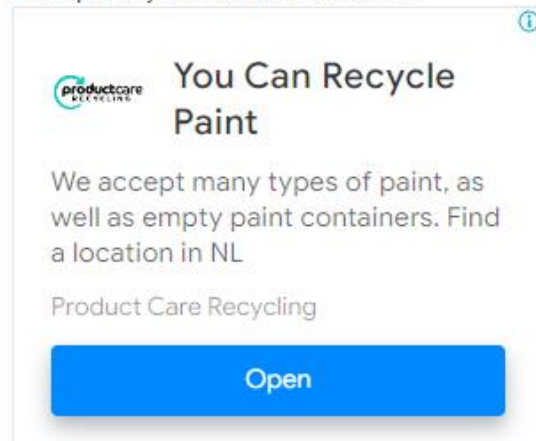 productcare
RECYCLING
You Can Recycle
Paint
We accept many types of paint, as
well as empty paint containers. Find
a location in NL
Product Care Recycling
Open